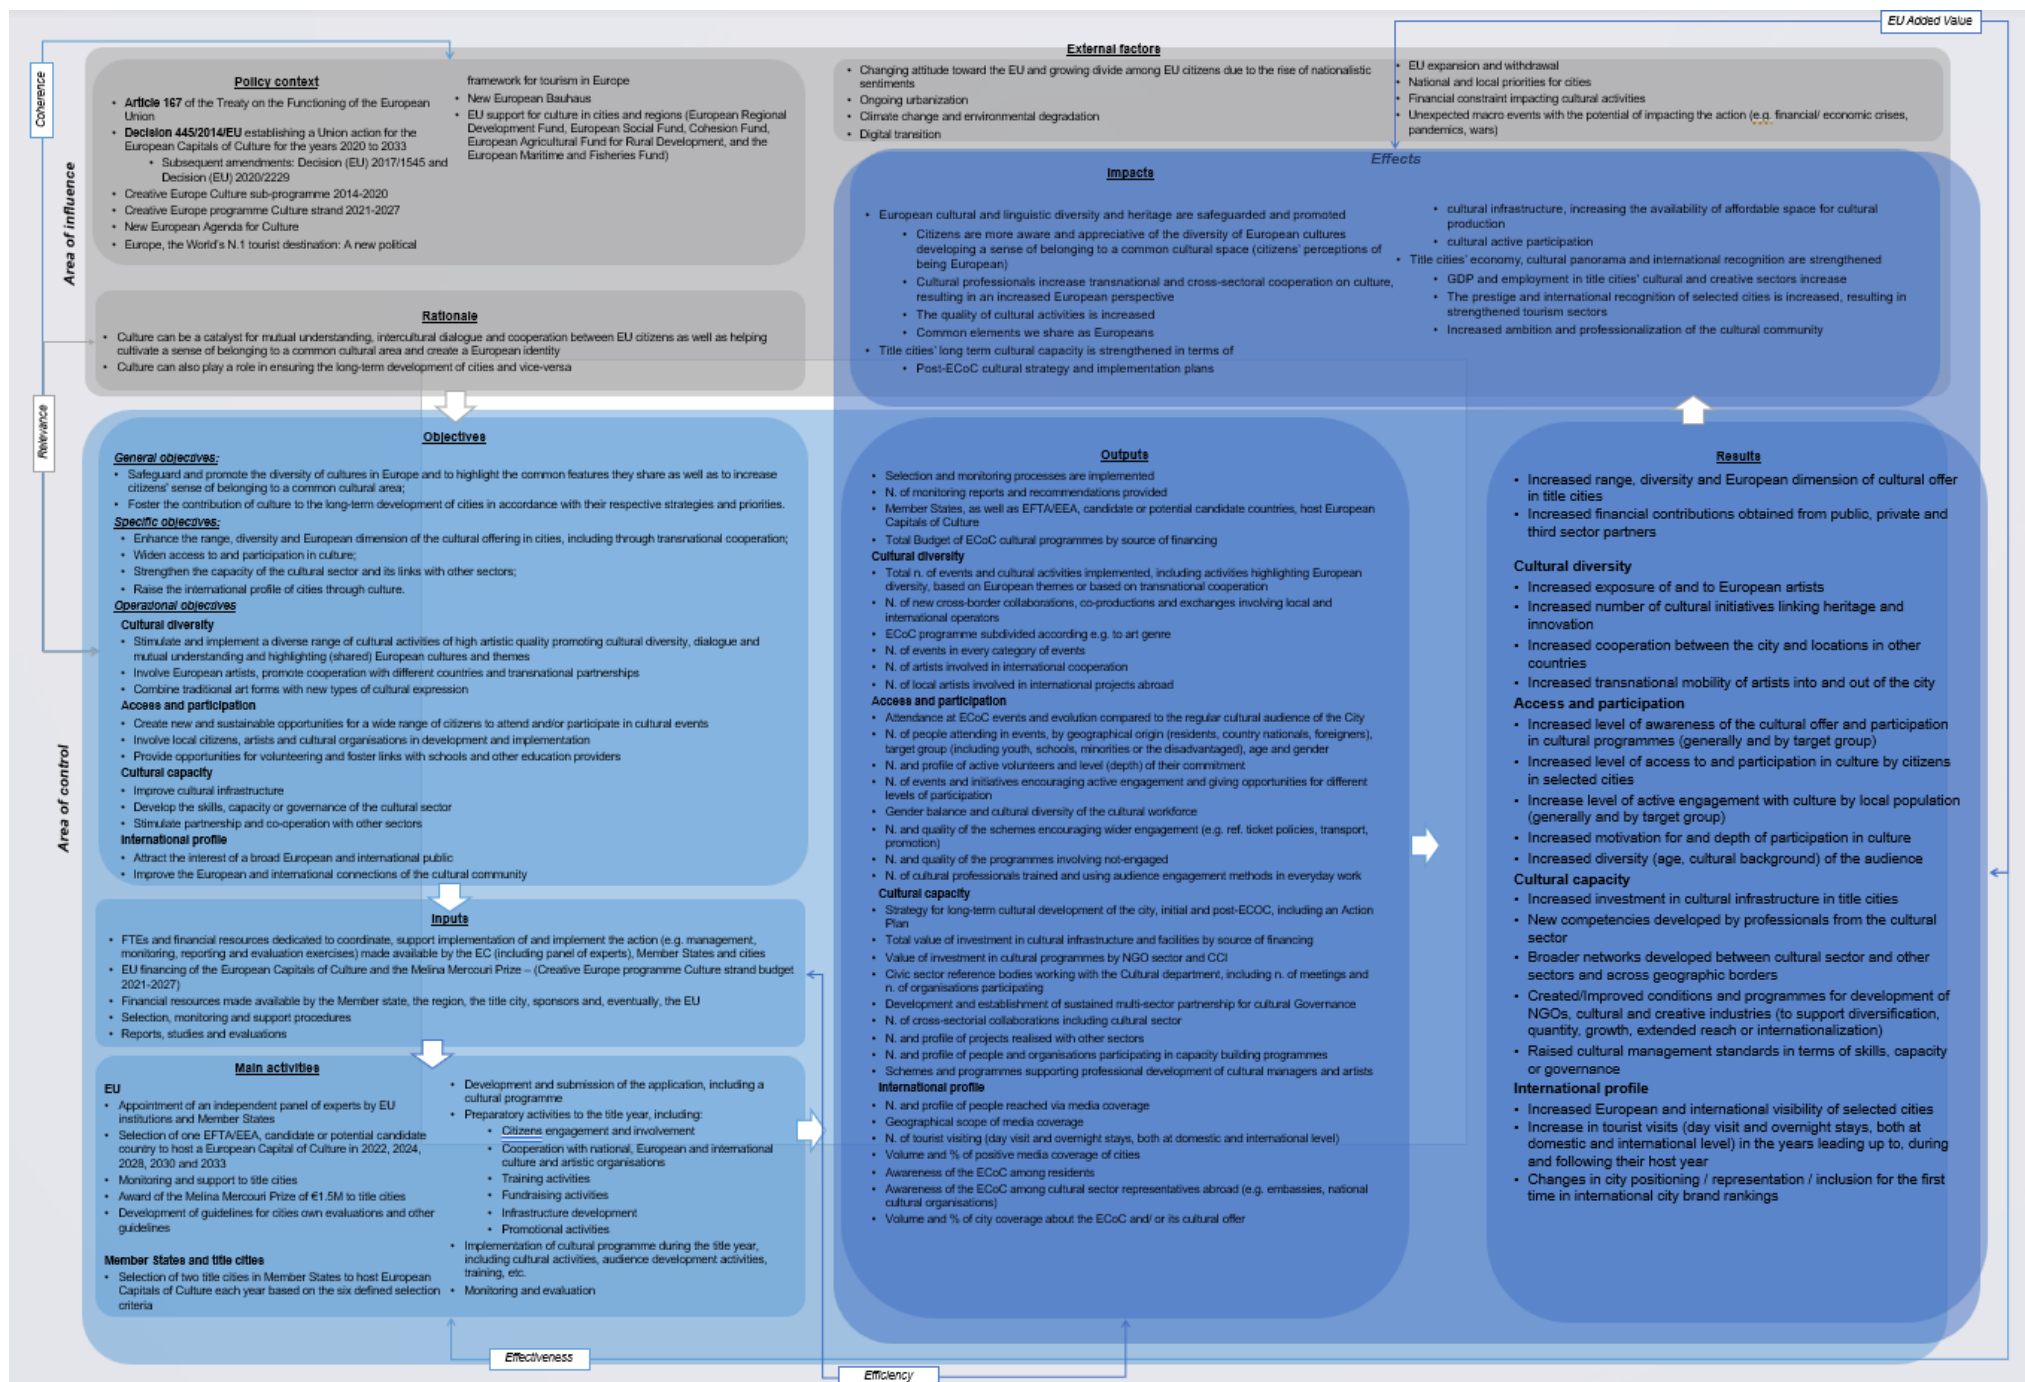 EU Added Value
Coherence
Area of influence
Policy context
• Article 167 of the Treaty on the Functioning of the European
Union
• Decision 445/2014/EU establishing a Union action for the
European Capitals of Culture for the years 2020 to 2033
• Subsequent amendments: Decision (EU) 2017/1545 and
Decision (EU) 2020/2229
• Creative Europe Culture sub-programme 2014-2020
• Creative Europe programme Culture strand 2021-2027
• New European Agenda for Culture
• Europe, the World's N.1 tourist destination: A new political
framework for tourism in Europe
• New European Bauhaus
• EU support for culture in cities and regions (European Regional
Development Fund, European Social Fund, Cohesion Fund,
European Agricultural Fund for Rural Development, and the
European Maritime and Fisheries Fund)
External factors
• Changing attitude toward the EU and growing divide among EU citizens due to the rise of nationalistic
sentiments
• Ongoing urbanization
• Climate change and environmental degradation
• Digital transition
• EU expansion and withdrawal
• National and local priorities for cities
• Financial constraint impacting cultural activities
• Unexpected macro events with the potential of impacting the action (e.g. financial/ economic crises,
pandemics, wars)
Rationale
• Culture can be a catalyst for mutual understanding, intercultural dialogue and cooperation between EU citizens as well as helping
cultivate a sense of belonging to a common cultural area and create a European identity
• Culture can also play a role in ensuring the long-term development of cities and vice-versa
Effects
Impacts
• European cultural and linguistic diversity and heritage are safeguarded and promoted
• Citizens are more aware and appreciative of the diversity of European cultures
developing a sense of belonging to a common cultural space (citizens' perceptions of
being European)
• Cultural professionals increase transnational and cross-sectoral cooperation on culture,
resulting in an increased European perspective
• The quality of cultural activities is increased
• Common elements we share as Europeans
• Title cities' long term cultural capacity is strengthened in terms of
• Post-ECoC cultural strategy and implementation plans
• cultural infrastructure, increasing the availability of affordable space for cultural
production
• cultural active participation
• Title cities' economy, cultural panorama and international recognition are strengthened
• GDP and employment in title cities' cultural and creative sectors increase
• The prestige and international recognition of selected cities is increased, resulting in
strengthened tourism sectors
• Increased ambition and professionalization of the cultural community
Relevance
Area of control
Objectives
General objectives:
• Safeguard and promote the diversity of cultures in Europe and to highlight the common features they share as well as to increase
citizens' sense of belonging to a common cultural area;
• Foster the contribution of culture to the long-term development of cities in accordance with their respective strategies and priorities.
Specific objectives:
• Enhance the range, diversity and European dimension of the cultural offering in cities, including through transnational cooperation;
• Widen access to and participation in culture;
• Strengthen the capacity of the cultural sector and its links with other sectors;
• Raise the international profile of cities through culture.
Operational objectives
Cultural diversity
• Stimulate and implement a diverse range of cultural activities of high artistic quality promoting cultural diversity, dialogue and
mutual understanding and highlighting (shared) European cultures and themes
• Involve European artists, promote cooperation with different countries and transnational partnerships
• Combine traditional art forms with new types of cultural expression
Access and participation
• Create new and sustainable opportunities for a wide range of citizens to attend and/or participate in cultural events
• Involve local citizens, artists and cultural organisations in development and implementation
• Provide opportunities for volunteering and foster links with schools and other education providers
Cultural capacity
• Improve cultural infrastructure
• Develop the skills, capacity or governance of the cultural sector
• Stimulate partnership and co-operation with other sectors
International profile
• Attract the interest of a broad European and international public
• Improve the European and international connections of the cultural community
Inputs
• FTEs and financial resources dedicated to coordinate, support implementation of and implement the action (e.g. management,
monitoring, reporting and evaluation exercises) made available by the EC (including panel of experts), Member States and cities
• EU financing of the European Capitals of Culture and the Melina Mercouri Prize – (Creative Europe programme Culture strand budget
2021-2027)
• Financial resources made available by the Member state, the region, the title city, sponsors and, eventually, the EU
• Selection, monitoring and support procedures
• Reports, studies and evaluations
Main activities
EU
• Appointment of an independent panel of experts by EU
institutions and Member States
• Selection of one EFTA/EEA, candidate or potential candidate
country to host a European Capital of Culture in 2022, 2024,
2028, 2030 and 2033
• Monitoring and support to title cities
• Award of the Melina Mercouri Prize of €1.5M to title cities
• Development of guidelines for cities own evaluations and other
guidelines
Member States and title cities
• Selection of two title cities in Member States to host European
Capitals of Culture each year based on the six defined selection
criteria
• Development and submission of the application, including a
cultural programme
• Preparatory activities to the title year, including:
• Citizens engagement and involvement
• Cooperation with national, European and international
culture and artistic organisations
• Training activities
• Fundraising activities
• Infrastructure development
• Promotional activities
• Implementation of cultural programme during the title year,
including cultural activities, audience development activities,
training, etc.
• Monitoring and evaluation
Outputs
• Selection and monitoring processes are implemented
• N. of monitoring reports and recommendations provided
• Member States, as well as EFTA/EEA, candidate or potential candidate countries, host European
Capitals of Culture
• Total Budget of ECoC cultural programmes by source of financing
Cultural diversity
• Total n. of events and cultural activities implemented, including activities highlighting European
diversity, based on European themes or based on transnational cooperation
• N. of new cross-border collaborations, co-productions and exchanges involving local and
international operators
• ECoC programme subdivided according e.g. to art genre
• N. of events in every category of events
• N. of artists involved in international cooperation
• N. of local artists involved in international projects abroad
Access and participation
• Attendance at ECoC events and evolution compared to the regular cultural audience of the City
• N. of people attending in events, by geographical origin (residents, country nationals, foreigners),
target group (including youth, schools, minorities or the disadvantaged), age and gender
• N. and profile of active volunteers and level (depth) of their commitment
• N. of events and initiatives encouraging active engagement and giving opportunities for different
levels of participation
• Gender balance and cultural diversity of the cultural workforce
• N. and quality of the schemes encouraging wider engagement (e.g. ref. ticket policies, transport,
promotion)
• N. and quality of the programmes involving not-engaged
• N. of cultural professionals trained and using audience engagement methods in everyday work
Cultural capacity
• Strategy for long-term cultural development of the city, initial and post-ECOC, including an Action
Plan
• Total value of investment in cultural infrastructure and facilities by source of financing
• Value of investment in cultural programmes by NGO sector and CCI
• Civic sector reference bodies working with the Cultural department, including n. of meetings and
n. of organisations participating
• Development and establishment of sustained multi-sector partnership for cultural Governance
• N. of cross-sectorial collaborations including cultural sector
• N. and profile of projects realised with other sectors
• N. and profile of people and organisations participating in capacity building programmes
• Schemes and programmes supporting professional development of cultural managers and artists
International profile
• N. and profile of people reached via media coverage
• Geographical scope of media coverage
• N. of tourist visiting (day visit and overnight stays, both at domestic and international level)
• Volume and % of positive media coverage of cities
• Awareness of the ECoC among residents
• Awareness of the ECoC among cultural sector representatives abroad (e.g. embassies, national
cultural organisations)
• Volume and % of city coverage about the ECoC and/ or its cultural offer
Results
• Increased range, diversity and European dimension of cultural offer
in title cities
• Increased financial contributions obtained from public, private and
third sector partners
Cultural diversity
• Increased exposure of and to European artists
• Increased number of cultural initiatives linking heritage and
innovation
• Increased cooperation between the city and locations in other
countries
• Increased transnational mobility of artists into and out of the city
Access and participation
• Increased level of awareness of the cultural offer and participation
in cultural programmes (generally and by target group)
• Increased level of access to and participation in culture by citizens
in selected cities
• Increase level of active engagement with culture by local population
(generally and by target group)
• Increased motivation for and depth of participation in culture
• Increased diversity (age, cultural background) of the audience
Cultural capacity
• Increased investment in cultural infrastructure in title cities
• New competencies developed by professionals from the cultural
sector
• Broader networks developed between cultural sector and other
sectors and across geographic borders
• Created/Improved conditions and programmes for development of
NGOs, cultural and creative industries (to support diversification,
quantity, growth, extended reach or internationalization)
• Raised cultural management standards in terms of skills, capacity
or governance
International profile
• Increased European and international visibility of selected cities
• Increase in tourist visits (day visit and overnight stays, both at
domestic and international level) in the years leading up to, during
and following their host year
• Changes in city positioning / representation / inclusion for the first
time in international city brand rankings
Effectiveness
Efficiency